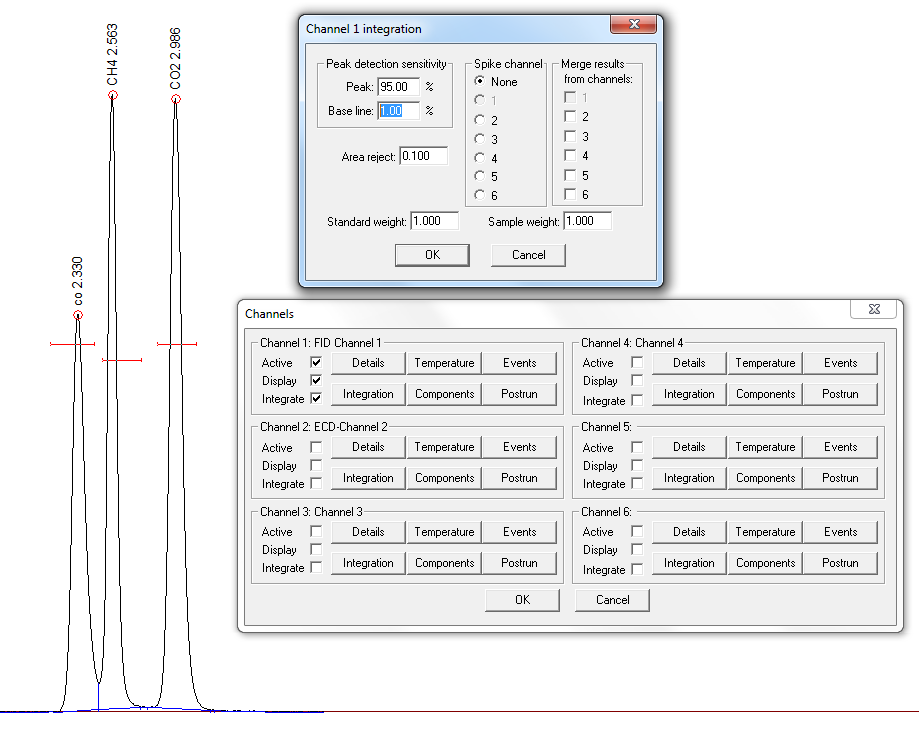 co 2.330
CH4 2.563
CO2 2.986
Channel 1 integration
Peak detection sensitivity
Peak: 95.00 %
Base line: 1.00 %
Area reject: 0.100
Spike channel
None
1
2
3
4
5
6
Merge results
from channels:
1
2
3
4
5
6
Standard weight: 1.000
Sample weight: 1.000
OK Cancel
Channels
Channel 1: FID Channel 1
Active Details Temperature Events
Display
Integrate Integration Components Postrun
Channel 4: Channel 4
Active Details Temperature Events
Display
Integrate Integration Components Postrun
Channel 2: ECD-Channel 2
Active Details Temperature Events
Display
Integrate Integration Components Postrun
Channel 5:
Active Details Temperature Events
Display
Integrate Integration Components Postrun
Channel 3: Channel 3
Active Details Temperature Events
Display
Integrate Integration Components Postrun
Channel 6:
Active Details Temperature Events
Display
Integrate Integration Components Postrun
OK Cancel